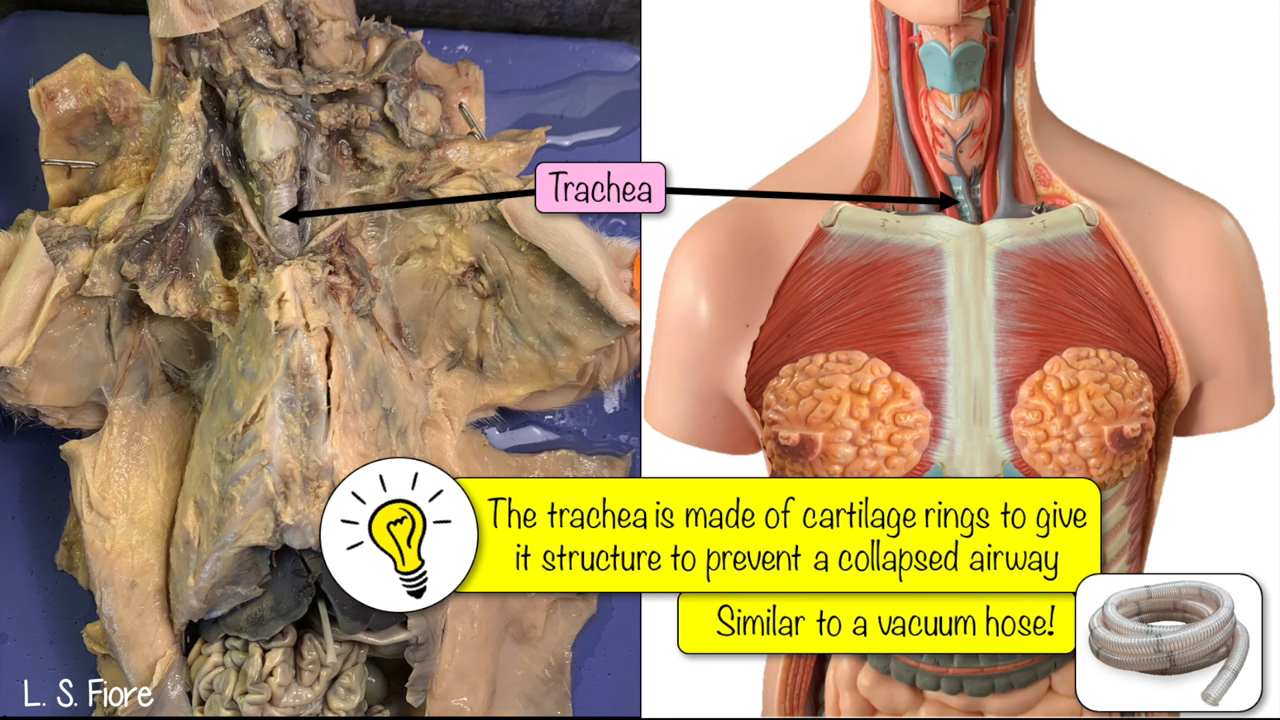 Trachea
The trachea is made of cartilage rings to give
it structure to prevent a collapsed airway
Similar to a vacuum hose!
L. S. Fiore